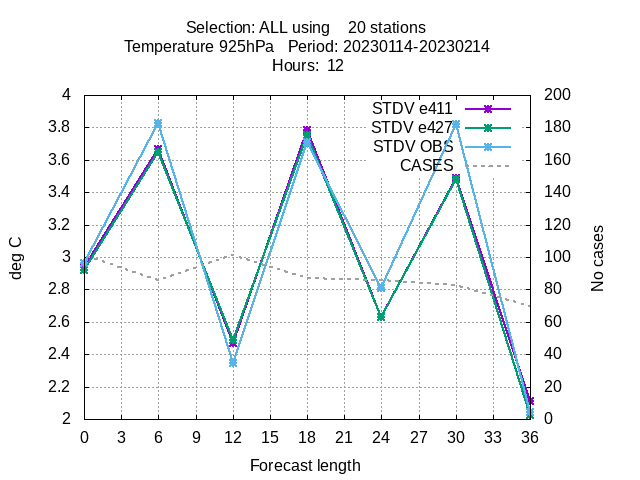 Selection: ALL using    20 stations
Temperature 925hPa   Period: 20230114-20230214
Hours:  12
4
3.8
3.6
3.4
3.2
3
2.8
2.6
2.4
2.2
2
deg C
STDV e411
STDV e427
STDV OBS
CASES
200
180
160
140
120
100
80
60
40
20
0
No cases
0 3 6 9 12 15 18 21 24 27 30 33 36
Forecast length